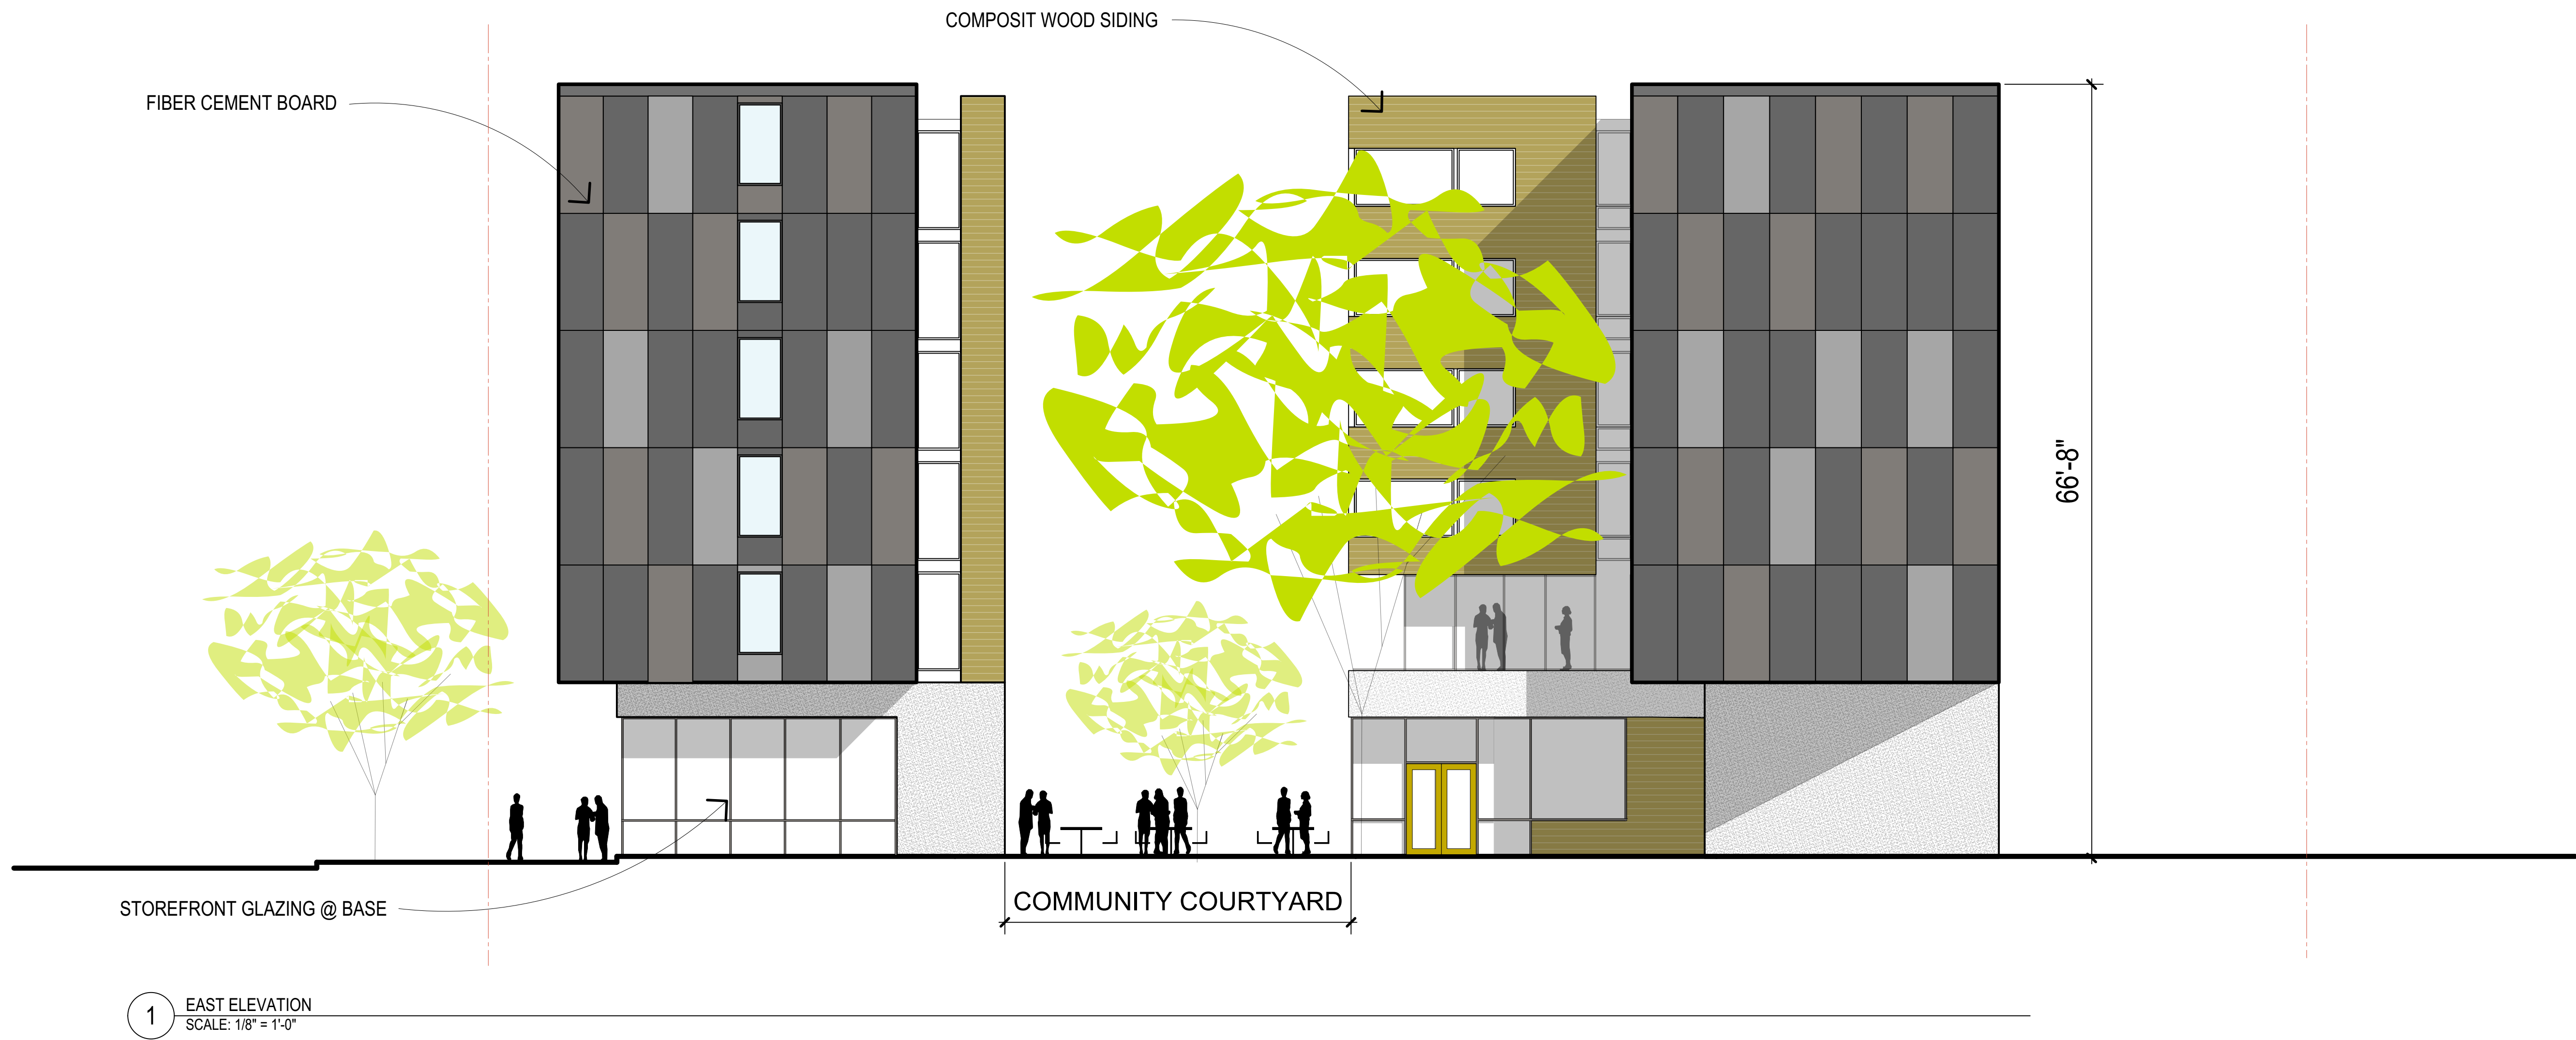 COMPOSIT WOOD SIDING
FIBER CEMENT BOARD
66'-8"
COMMUNITY COURTYARD
STOREFRONT GLAZING @ BASE
1
EAST ELEVATION
SCALE: 1/8" = 1'-0"